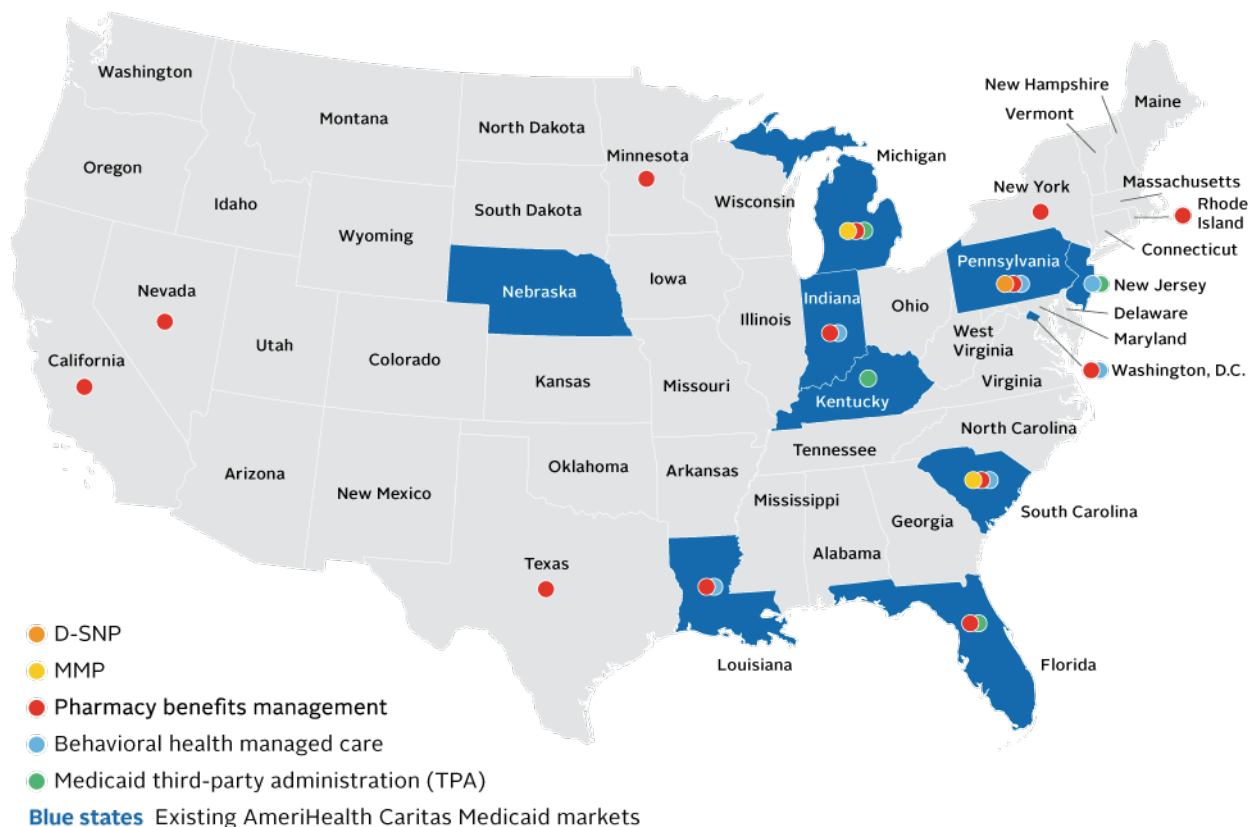 Washington
Montana
North Dakota
Minnesota
Michigan
New Hampshire
Vermont
Maine
Oregon
Idaho
Wyoming
South Dakota
Wisconsin
New York
Massachusetts
Rhode
Island
Connecticut
Nevada
Nebraska
Iowa
Indiana
Pennsylvania
New Jersey
Delaware
Maryland
California
Utah
Colorado
Kansas
Illinois
Missouri
Ohio
Kentucky
West
Virginia
Virginia
Washington, D.C.
Arizona
New Mexico
Oklahoma
Arkansas
Tennessee
North Carolina
Texas
Mississippi
Alabama
Georgia
South Carolina
Louisiana
Florida
D-SNP
MMP
Pharmacy benefits management
Behavioral health managed care
Medicaid third-party administration (TPA)
Blue states Existing AmeriHealth Caritas Medicaid markets